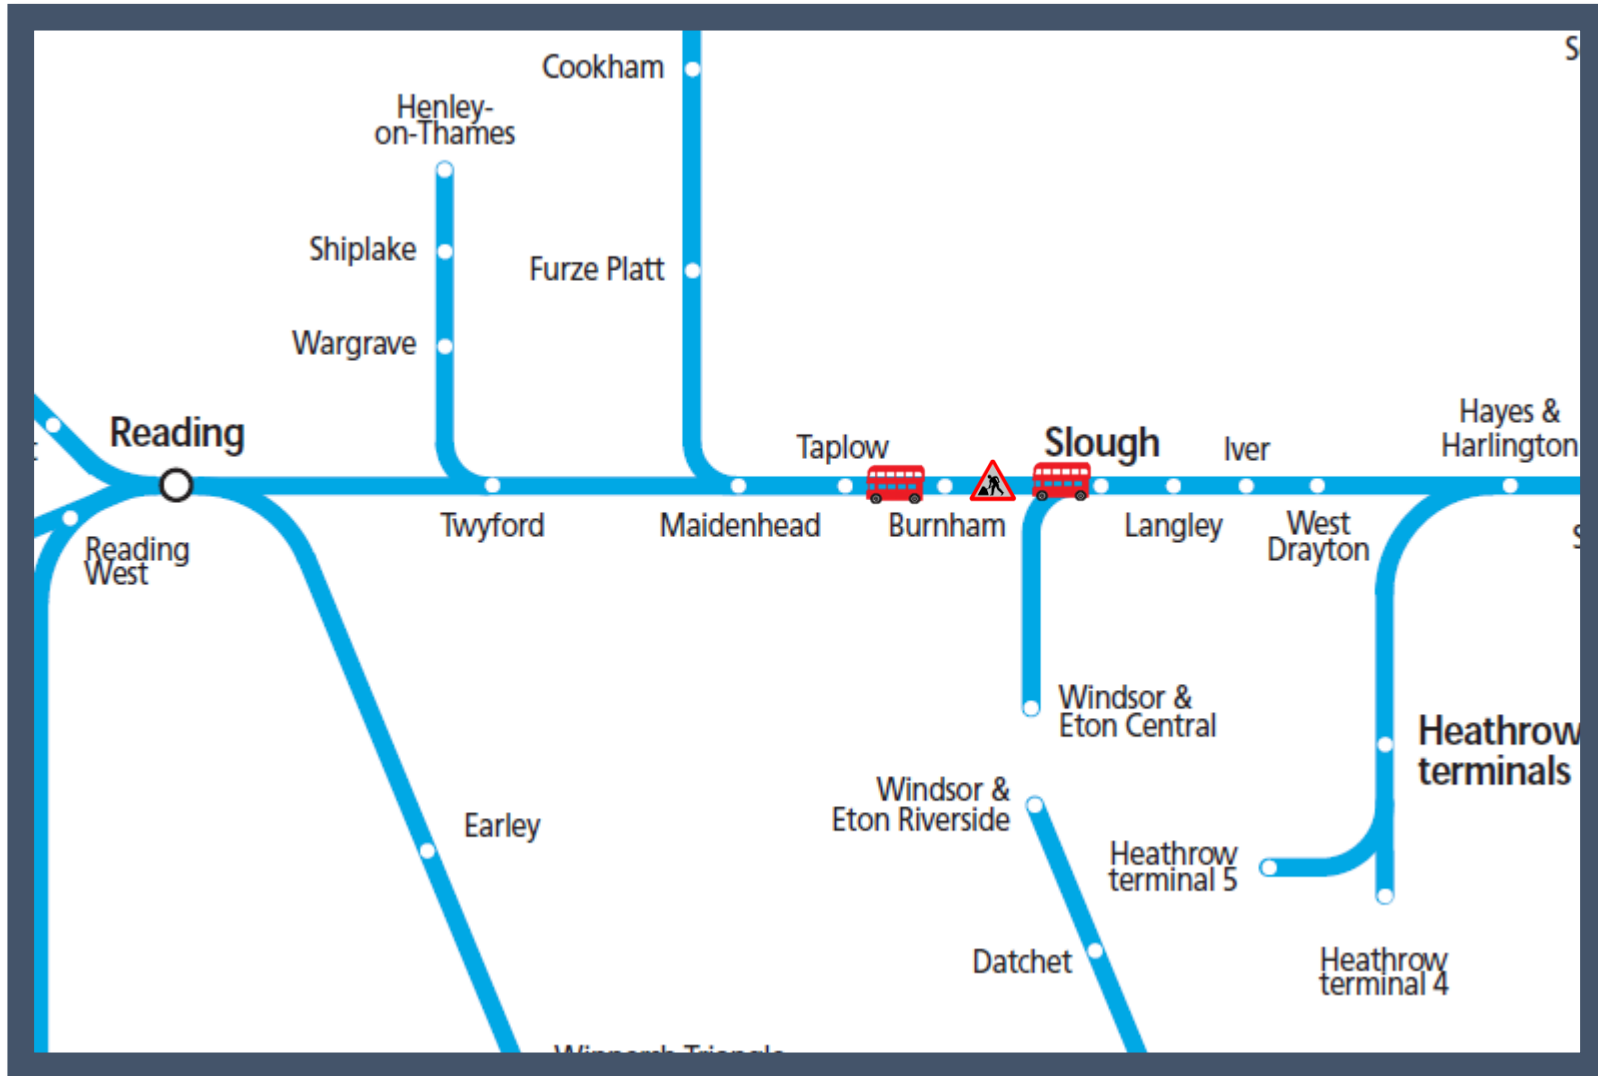 Cookham
S
Henley-
on-Thames
Shiplake
Furze Platt
Wargrave
Reading
Taplow
Slough
Iver
Hayes &
Harlington
Twyford
Maidenhead
Burnham
Langley
West
Drayton
Reading
West
Windsor &
Eton Central
Heathrow
terminals
Windsor &
Eton Riverside
Earley
Heathrow
terminal 5
Datchet
Heathrow
terminal 4
Winnersh Triangle